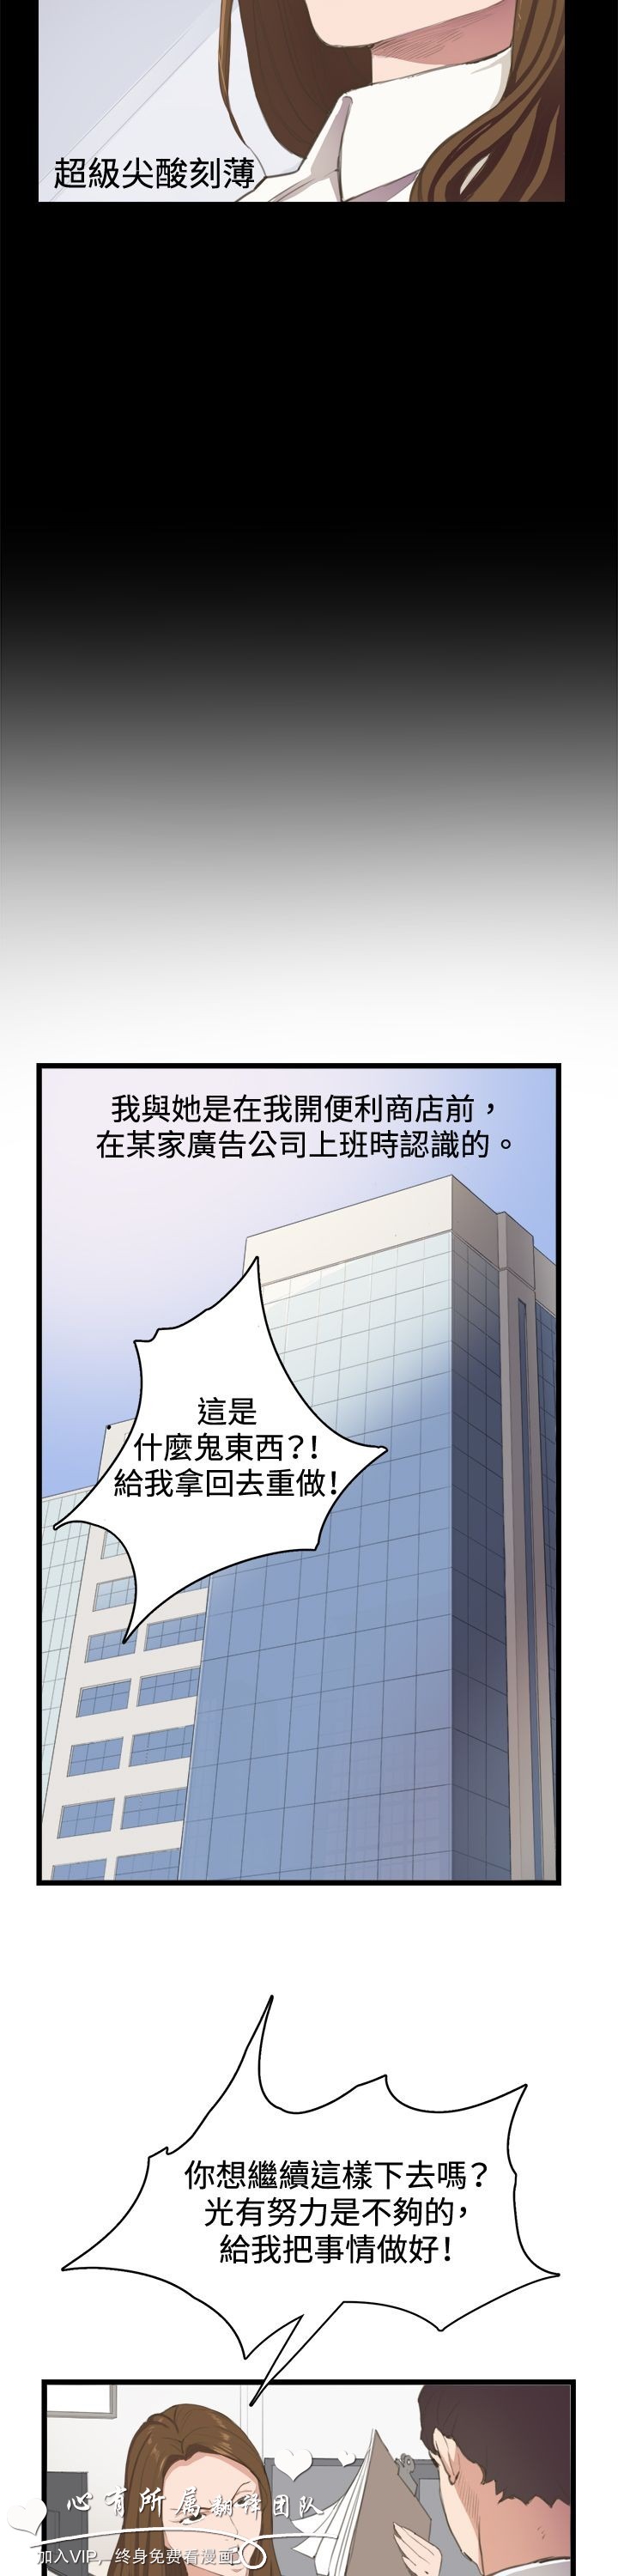 超級尖酸刻薄
我與她是在我開便利商店前，
在某家廣告公司上班時認識的。
這是
什麼鬼東西?!
給我拿回去重做!
你想繼續這樣下去嗎?
光有努力是不夠的,
給我把事情做好!
心有所属翻译团队
加入VIP，终身免费看漫画